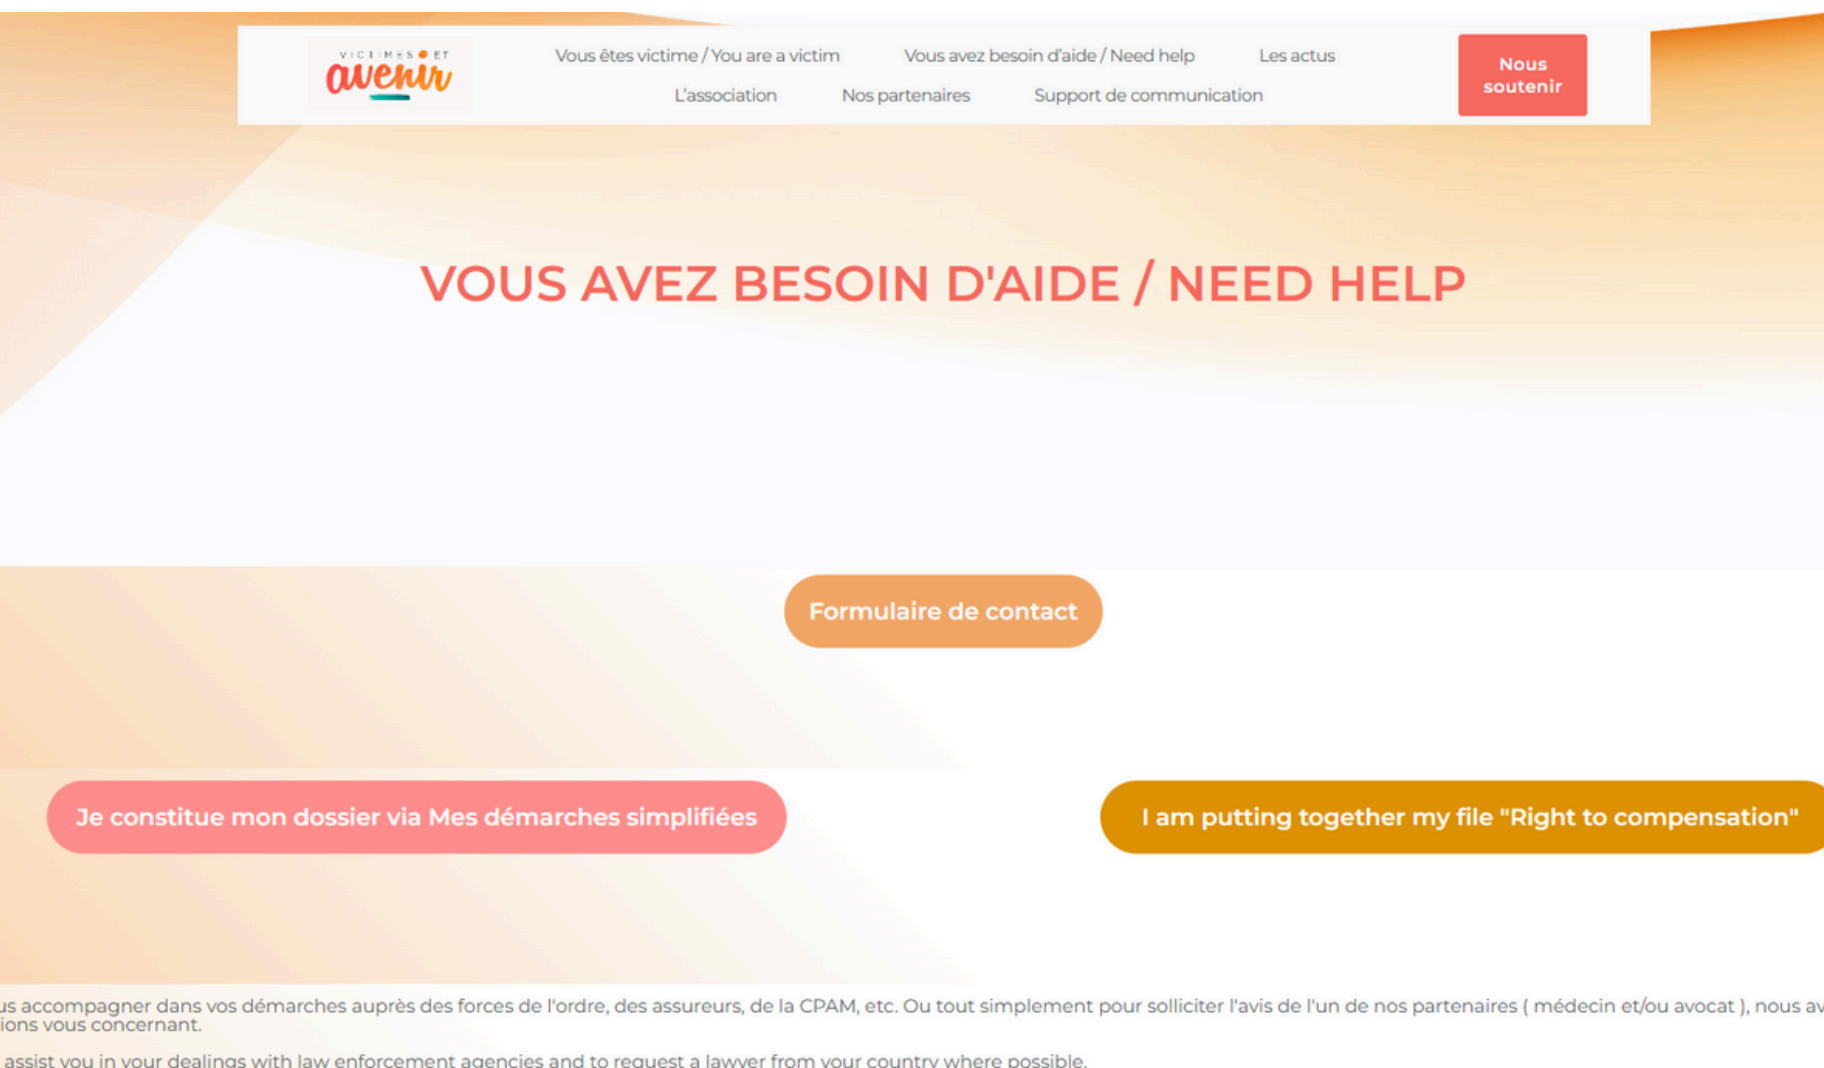 VICTIMES ET
avenir
Vous êtes victime / You are a victim
Vous avez besoin d'aide / Need help
Les actus
L'association
Nos partenaires
Support de communication
Nous
soutenir
VOUS AVEZ BESOIN D'AIDE / NEED HELP
Formulaire de contact
Je constitue mon dossier via Mes démarches simplifiées
I am putting together my file "Right to compensation"
accompagner dans vos démarches auprès des forces de l'ordre, des assureurs, de la CPAM, etc. Ou tout simplement pour solliciter l'avis de l'un de nos partenaires ( médecin et/ou avocat ), nous
vous concernant.
assist you in your dealings with law enforcement agencies and to request a lawyer from your country where possible.